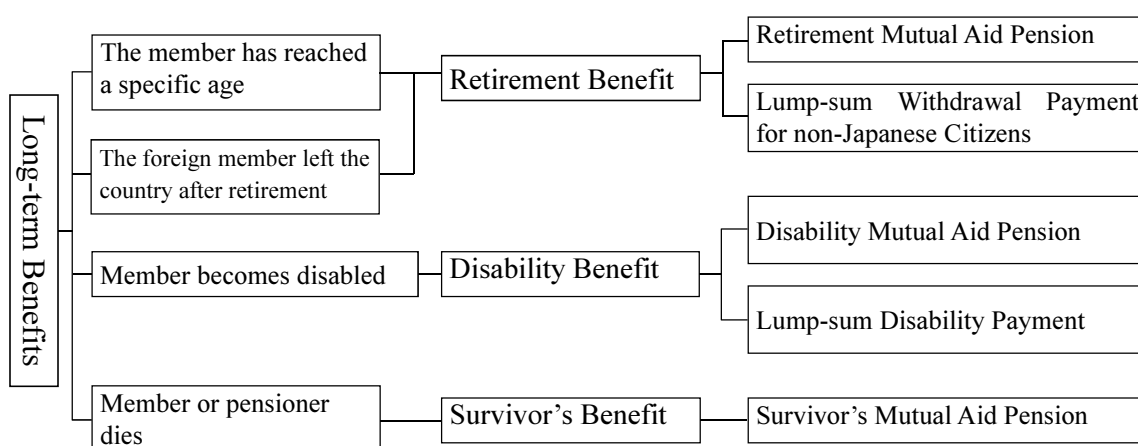 Long-term Benefits
The member has reached
a specific age
The foreign member left the
country after retirement
Member becomes disabled
Member or pensioner
dies
Retirement Benefit
Disability Benefit
Survivor’s Benefit
Retirement Mutual Aid Pension
Lump-sum Withdrawal Payment
for non-Japanese Citizens
Disability Mutual Aid Pension
Lump-sum Disability Payment
Survivor’s Mutual Aid Pension